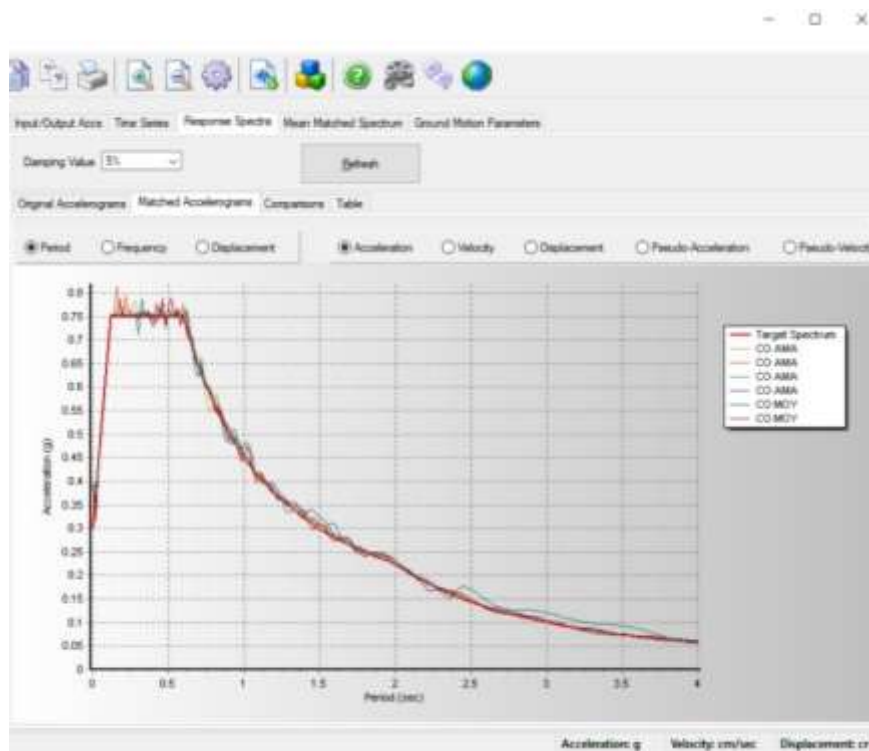 Input/Output Accs Time Series Response Spectra Mean Matched Spectrum Ground Motion Parameters
Damping Value 5% Refresh
Original Accelerograms Matched Accelerograms Comparisons Table
Period Frequency Displacement Acceleration Velocity Displacement Pseudo-Acceleration Pseudo-Velocit
0.8
0.75
0.7
0.65
0.6
0.55
0.5
0.45
0.4
0.35
0.3
0.25
0.2
0.15
0.1
0.05
0
Acceleration (g)
0 0.5 1 1.5 2 2.5 3 3.5 4
Period (sec)
Target Spectrum
CO-AMA
CO-AMA
CO-AMA
CO-AMA
CO-MOY
CO-MOY
Acceleration: g Velocity: cm/sec Displacement: cr